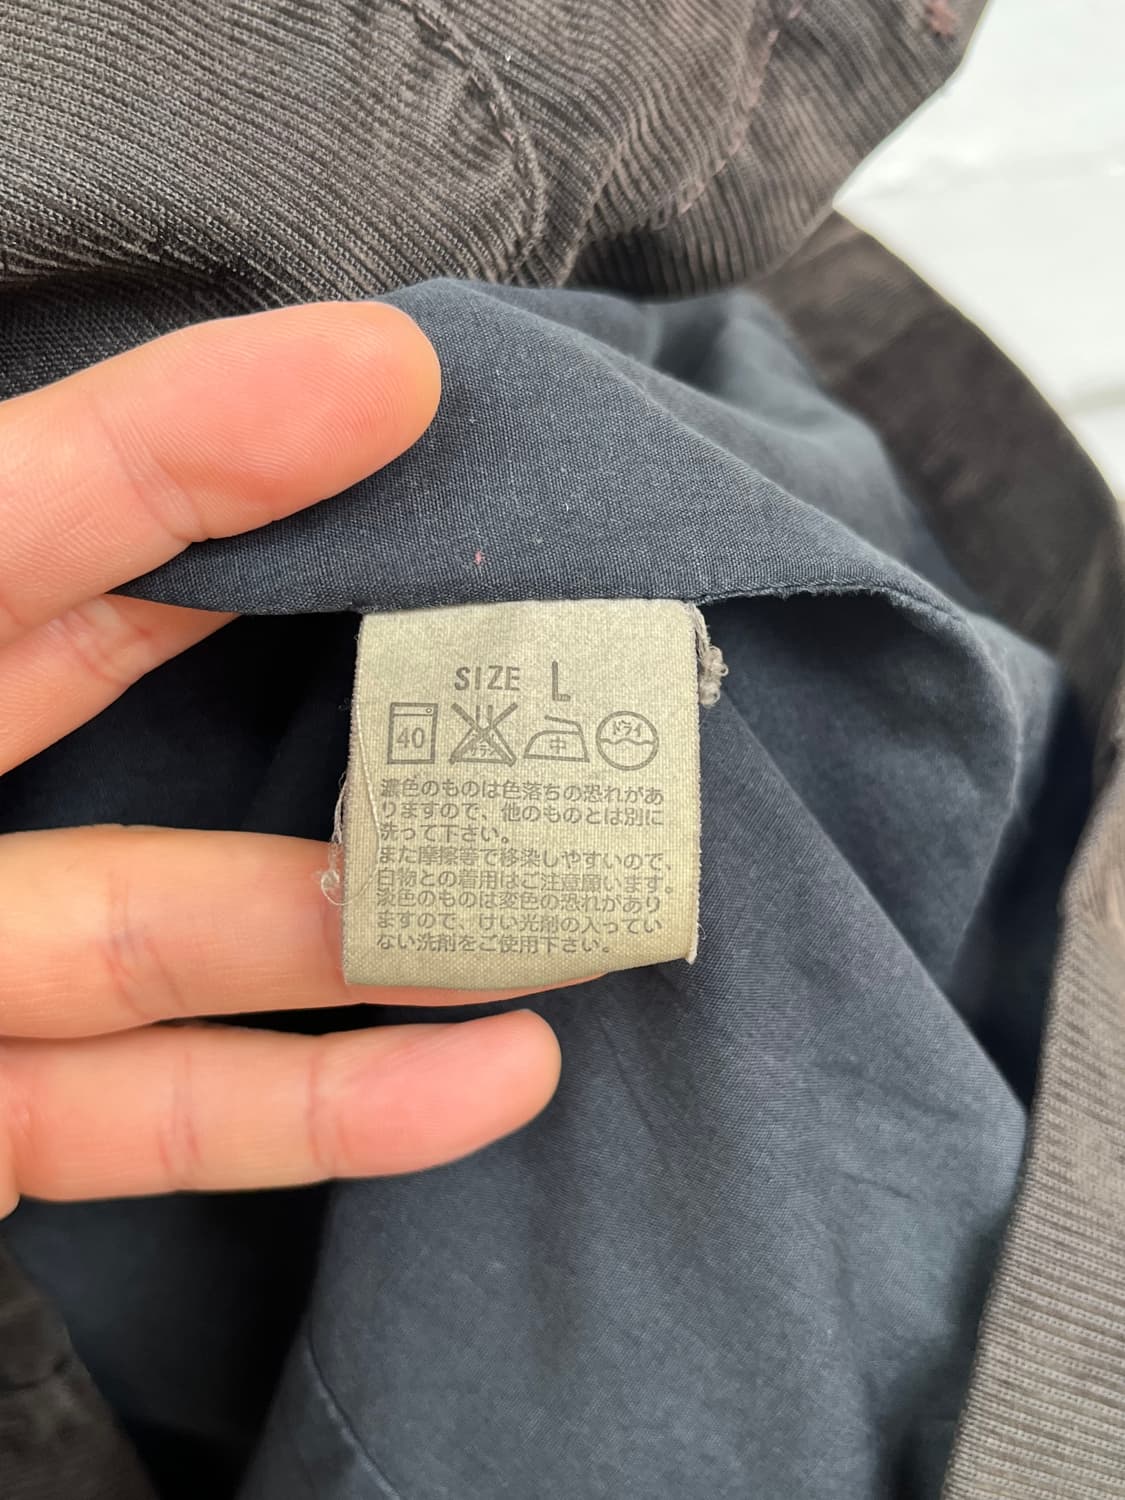 SIZE L
40 エンソサラシ 中 ドライ
濃色のものは色落ちの恐れがあ
りますので、他のものとは別に
洗って下さい。
また摩擦等で移染しやすいので、
白物との着用はご注意願います。
淡色のものは変色の恐れがあり
ますので、けい光剤の入ってい
ない洗剤をご使用下さい。